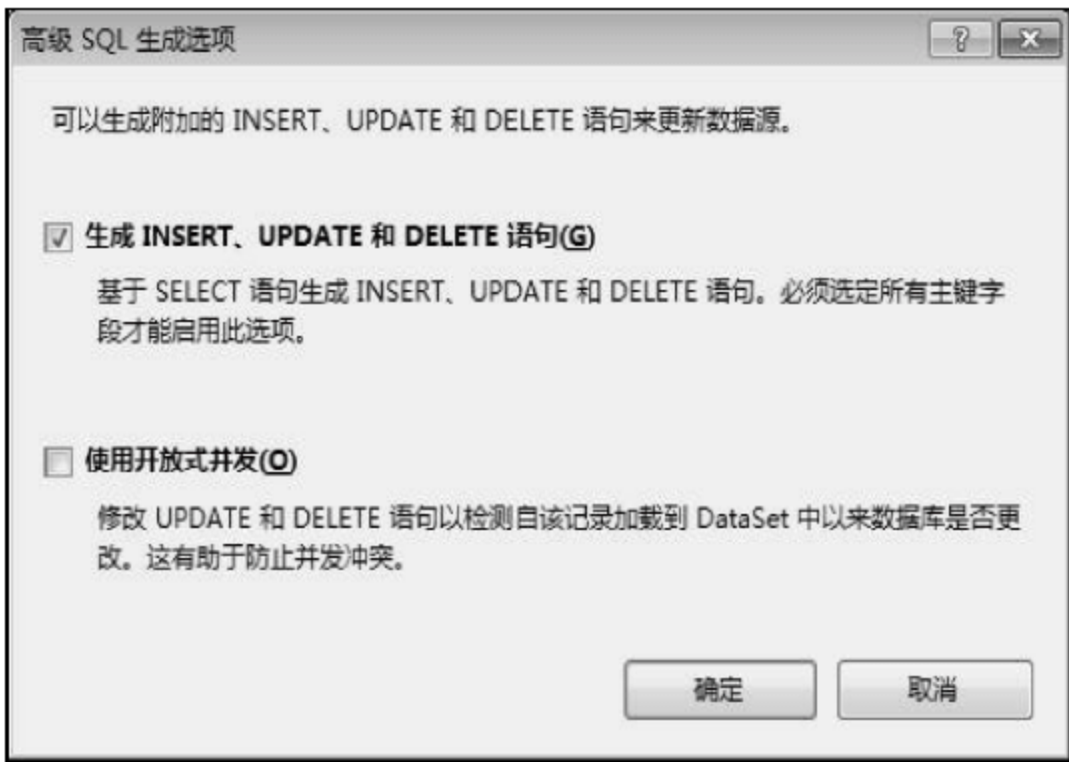 高级 SQL 生成选项
可以生成附加的 INSERT、UPDATE 和 DELETE 语句来更新数据源。
生成 INSERT、UPDATE 和 DELETE 语句(G)
基于 SELECT 语句生成 INSERT、UPDATE 和 DELETE 语句。必须选定所有主键字
段才能启用此选项。
使用开放式并发(O)
修改 UPDATE 和 DELETE 语句以检测自该记录加载到 DataSet 中以来数据库是否更
改。这有助于防止并发冲突。
确定
取消